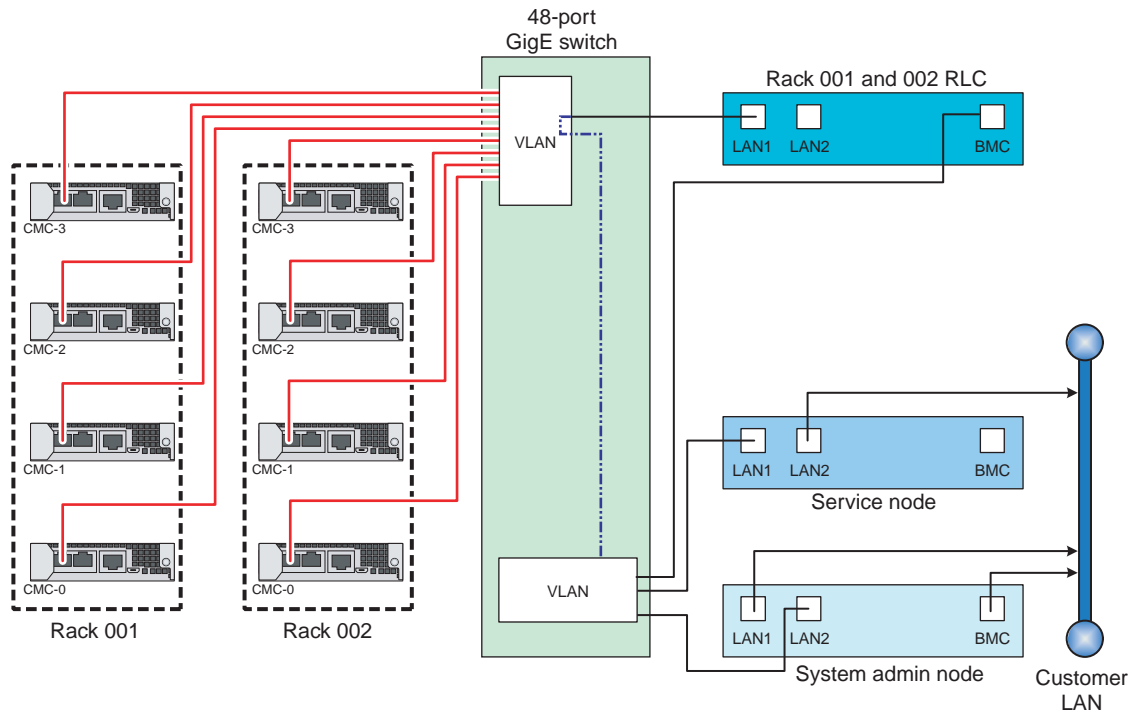 48-port
GigE switch
Rack 001 and 002 RLC
VLAN
LAN1
LAN2
BMC
CMC-3
CMC-3
CMC-2
CMC-2
CMC-1
CMC-1
LAN1
LAN2
BMC
Service node
CMC-0
CMC-0
VLAN
Rack 001
Rack 002
LAN1
LAN2
BMC
System admin node
Customer
LAN